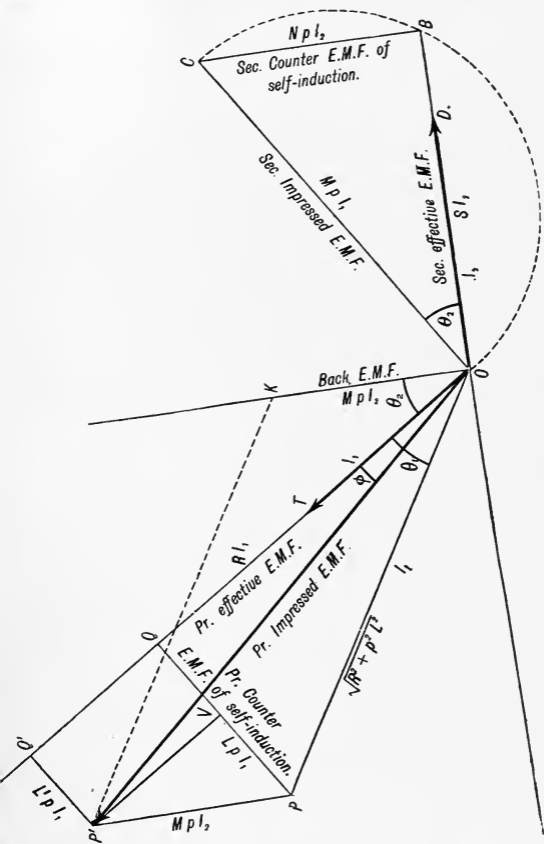 C
N p I₂
B
Sec. Counter E.M.F. of
self-induction.
M p I₁
Sec. Impressed E.M.F.
D.
Sec. effective E.M.F.
S I₂
I₂
θ₂
O
K
Back E.M.F.
M p I₂
θ₂
T
I₁
ϕ
θ₁
R I₁
Pr. effective E.M.F.
Pr. Impressed E.M.F.
I₁
√R² + p² L²
Q
Pr. Counter
E.M.F. of self-induction.
L p I₁
Q'
L' p I₁
P'
M p I₂
P